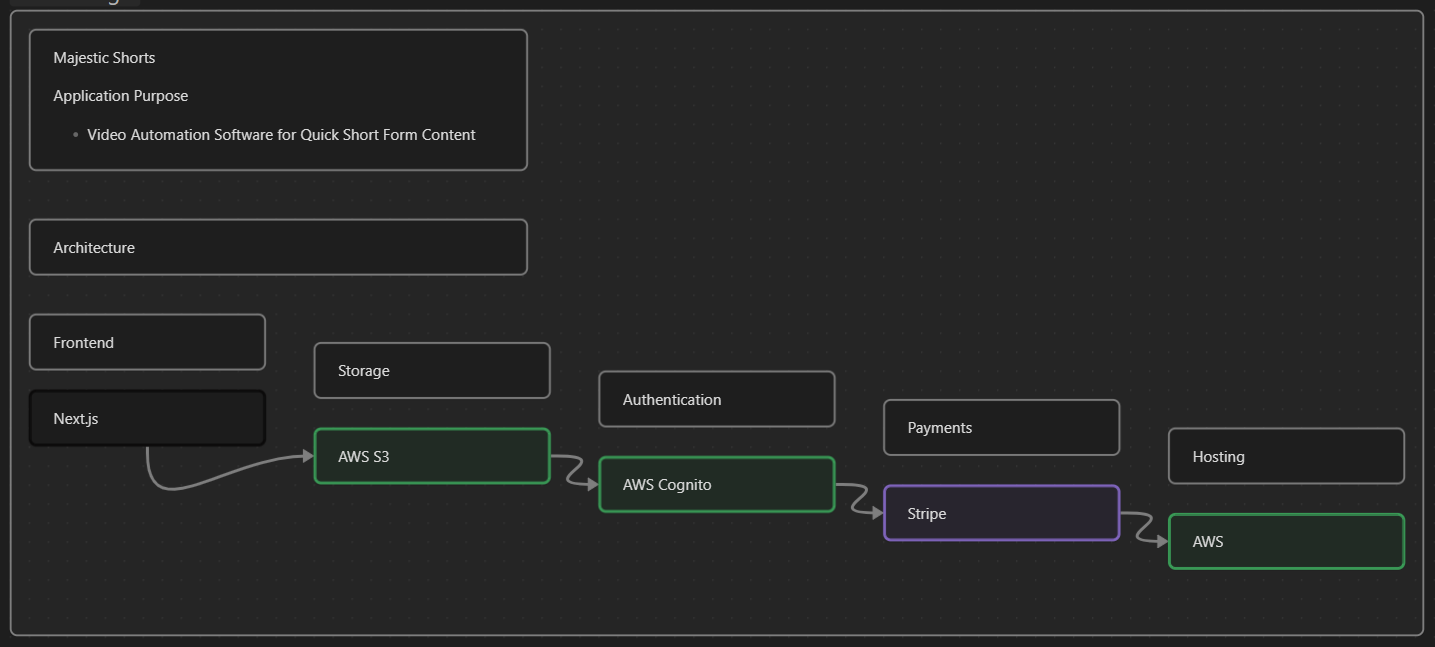 Majestic Shorts
Application Purpose
• Video Automation Software for Quick Short Form Content
Architecture
Frontend
Next.js
Storage
AWS S3
Authentication
AWS Cognito
Payments
Stripe
Hosting
AWS